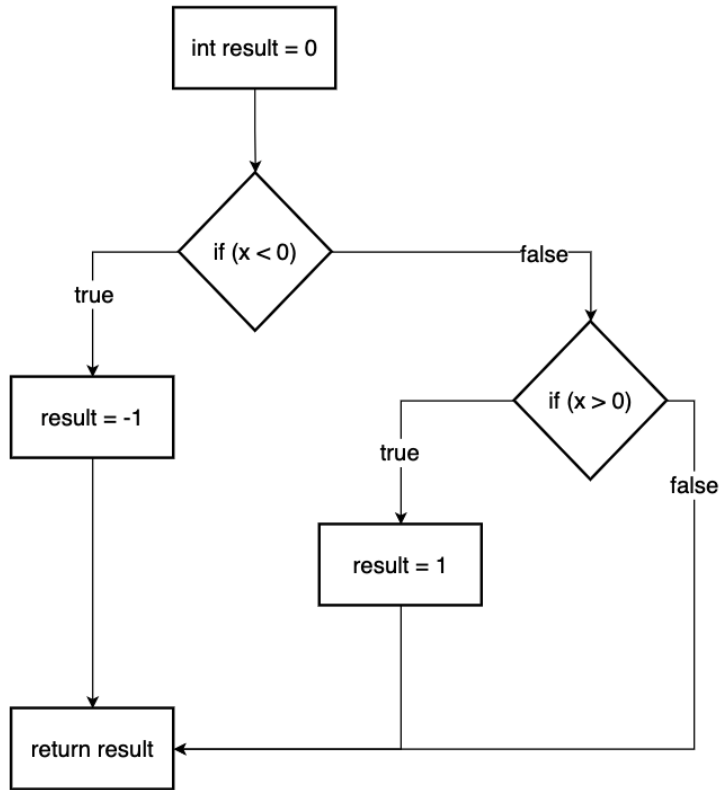 int result = 0
if (x < 0)
true
false
result = -1
if (x > 0)
true
false
result = 1
return result